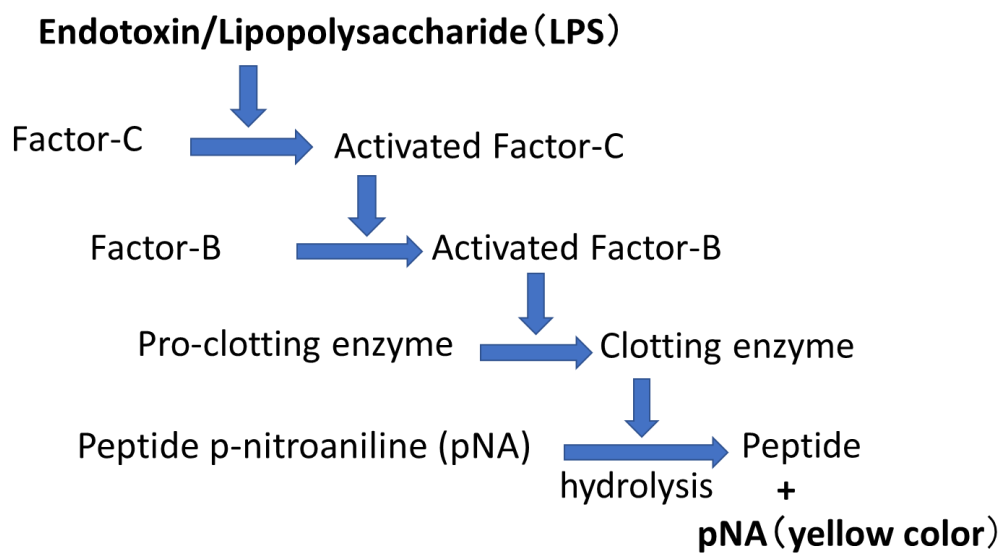 Endotoxin/Lipopolysaccharide（LPS）
Factor-C
Activated Factor-C
Factor-B
Activated Factor-B
Pro-clotting enzyme
Clotting enzyme
Peptide p-nitroaniline (pNA)
Peptide
hydrolysis
+
pNA（yellow color）